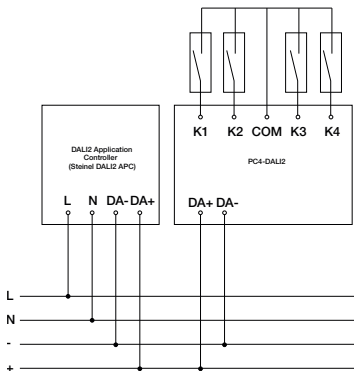 K1 K2 COM K3 K4
DALI2 Application
Controller
(Steinel DALI2 APC)
PC4-DALI2
L N DA- DA+
DA+ DA-
L
N
-
+